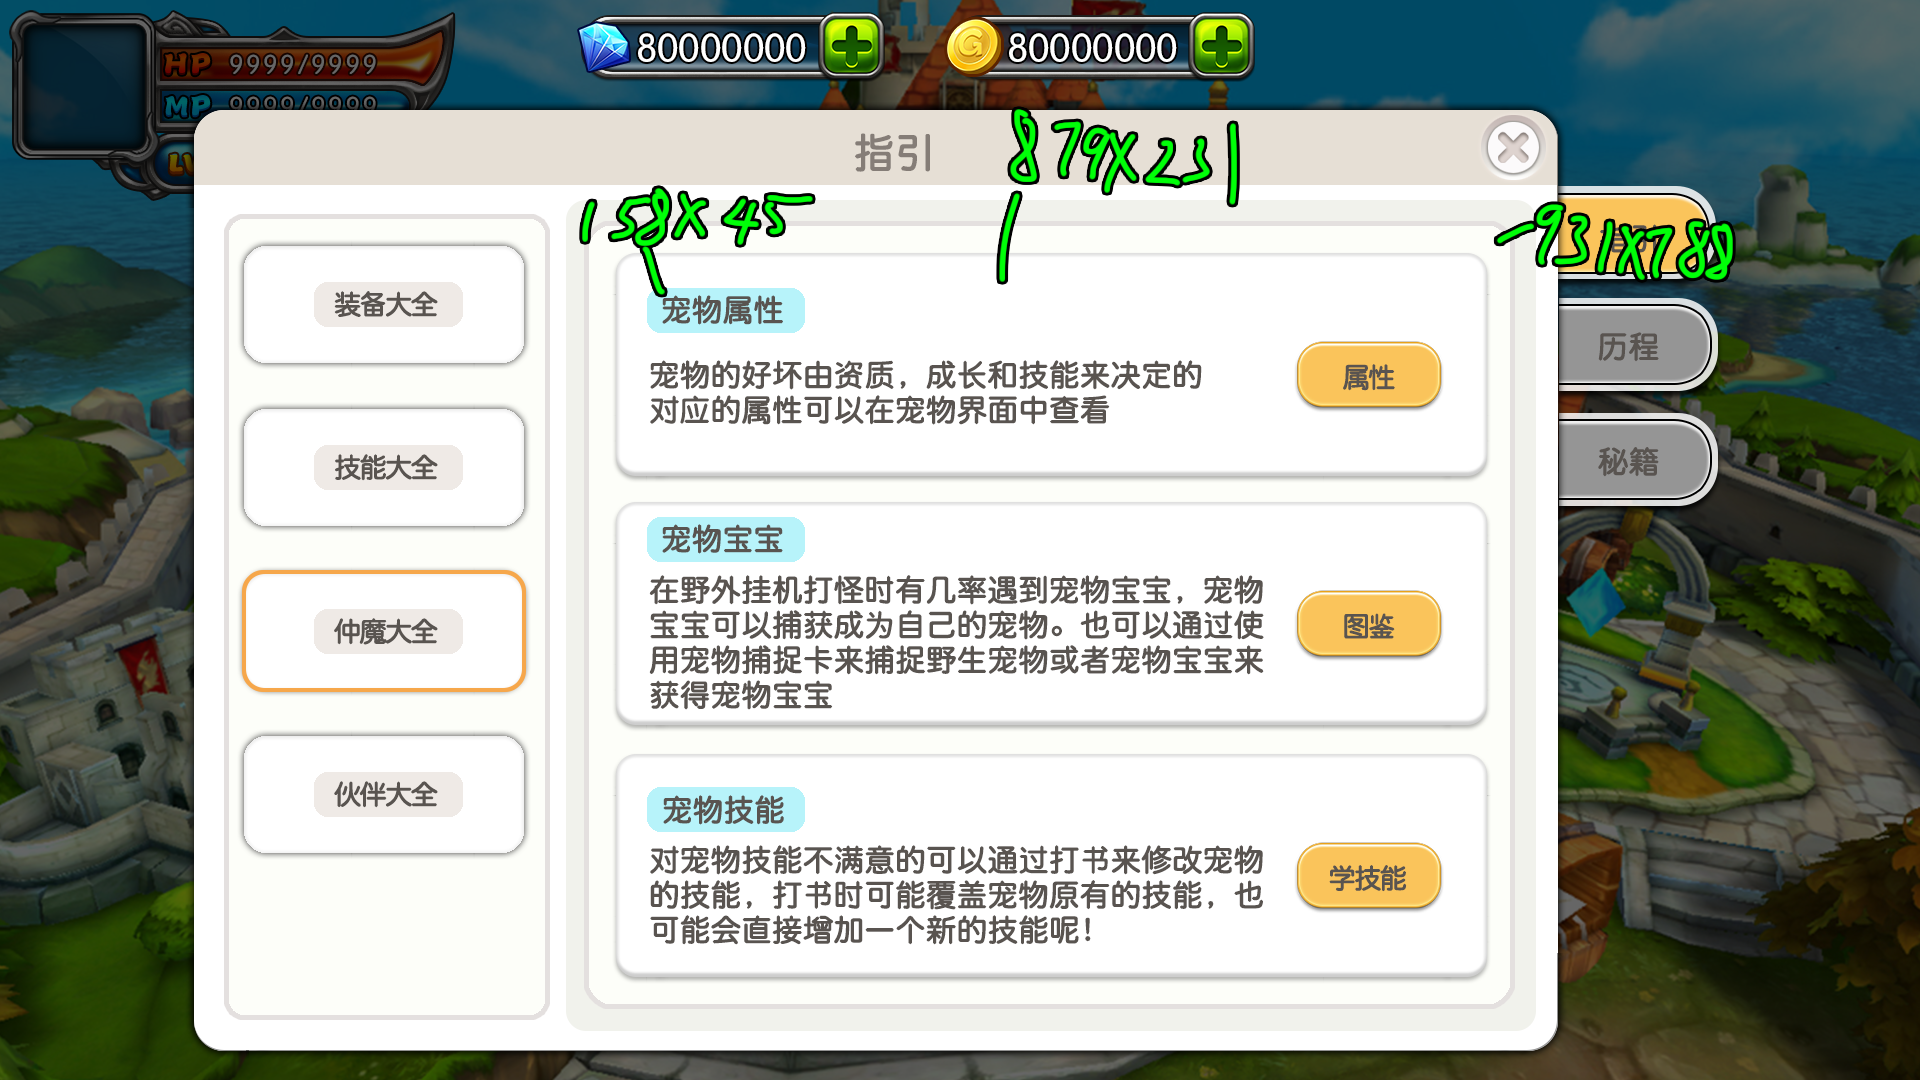 HP 9999/9999
80000000
80000000
MP 9999/9999
LV
指引
879X231
158X45
931X788
装备大全
技能大全
仲魔大全
伙伴大全
宠物属性
宠物的好坏由资质，成长和技能来决定的
对应的属性可以在宠物界面中查看
属性
宠物宝宝
在野外挂机打怪时有几率遇到宠物宝宝，宠物
宝宝可以捕获成为自己的宠物。也可以通过使
用宠物捕捉卡来捕捉野生宠物或者宠物宝宝来
获得宠物宝宝
图鉴
宠物技能
对宠物技能不满意的可以通过打书来修改宠物
的技能，打书时可能覆盖宠物原有的技能，也
可能会直接增加一个新的技能呢！
学技能
历程
秘籍